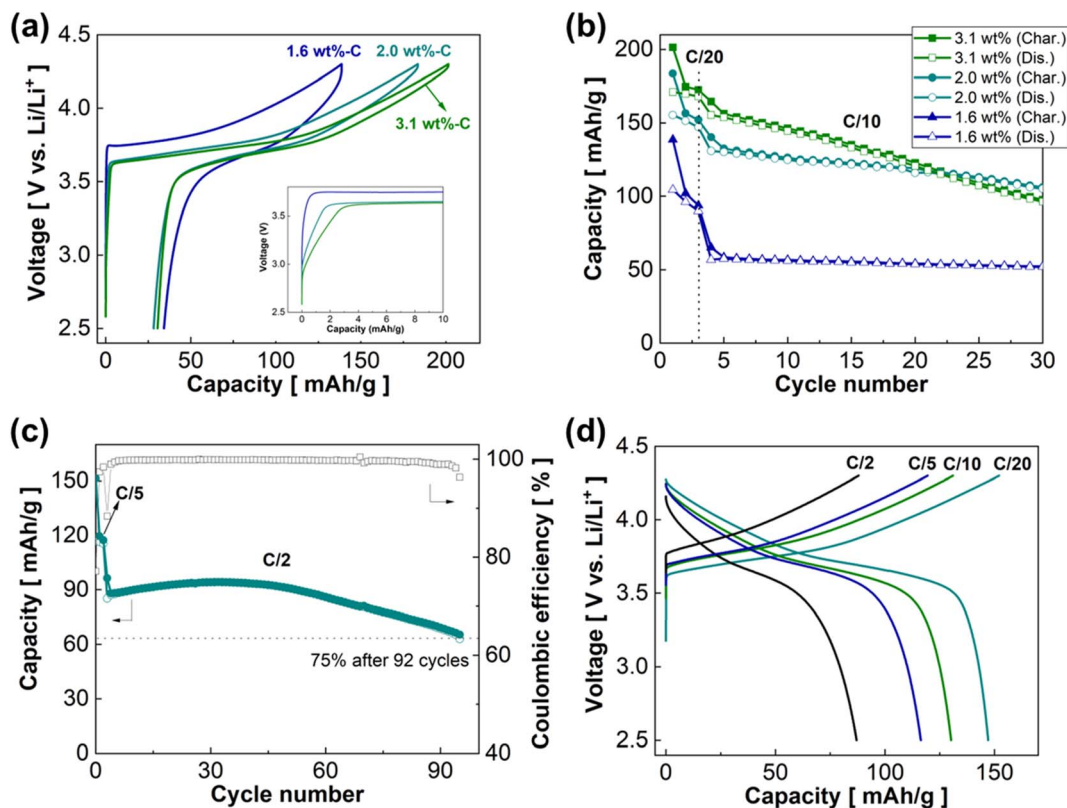 (a)
4.5
4.0
3.5
3.0
2.5
Voltage [ V vs. Li/Li⁺
1.6 wt%-C
2.0 wt%-C
3.1 wt%-C
3.5
3.0
2.5
Voltage (V)
0 2 4 6 8 10
Capacity (mAh/g)
0 50 100 150 200
Capacity [ mAh/g ]
(b)
200
150
100
50
0
Capacity [ mAh/g ]
C/20
C/10
3.1 wt% (Char.)
3.1 wt% (Dis.)
2.0 wt% (Char.)
2.0 wt% (Dis.)
1.6 wt% (Char.)
1.6 wt% (Dis.)
0 5 10 15 20 25 30
Cycle number
(c)
150
120
90
60
30
0
Capacity [ mAh/g ]
C/5
C/2
75% after 92 cycles
100
80
60
40
Coulombic efficiency [ % ]
0 30 60 90
Cycle number
(d)
4.5
4.0
3.5
3.0
2.5
Voltage [ V vs. Li/Li⁺
C/2 C/5 C/10 C/20
0 50 100 150
Capacity [ mAh/g ]